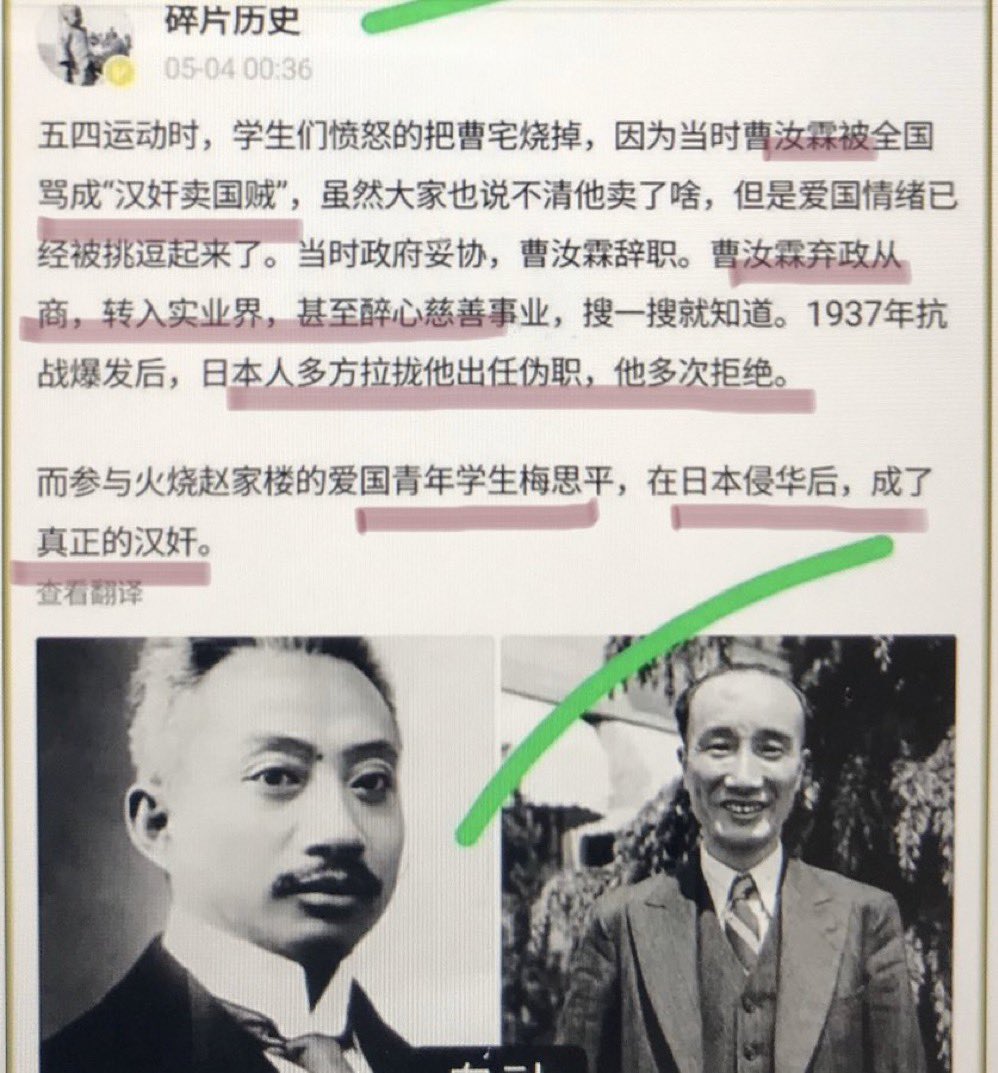 碎片历史
05-04 00:36
五四运动时，学生们愤怒的把曹宅烧掉，因为当时曹汝霖被全国
骂成“汉奸卖国贼”，虽然大家也说不清他卖了啥，但是爱国情绪已
经被挑逗起来了。当时政府妥协，曹汝霖辞职。曹汝霖弃政从
商，转入实业界，甚至醉心慈善事业，搜一搜就知道。1937年抗
战爆发后，日本人多方拉拢他出任伪职，他多次拒绝。
而参与火烧赵家楼的爱国青年学生梅思平，在日本侵华后，成了
真正的汉奸。
查看翻译